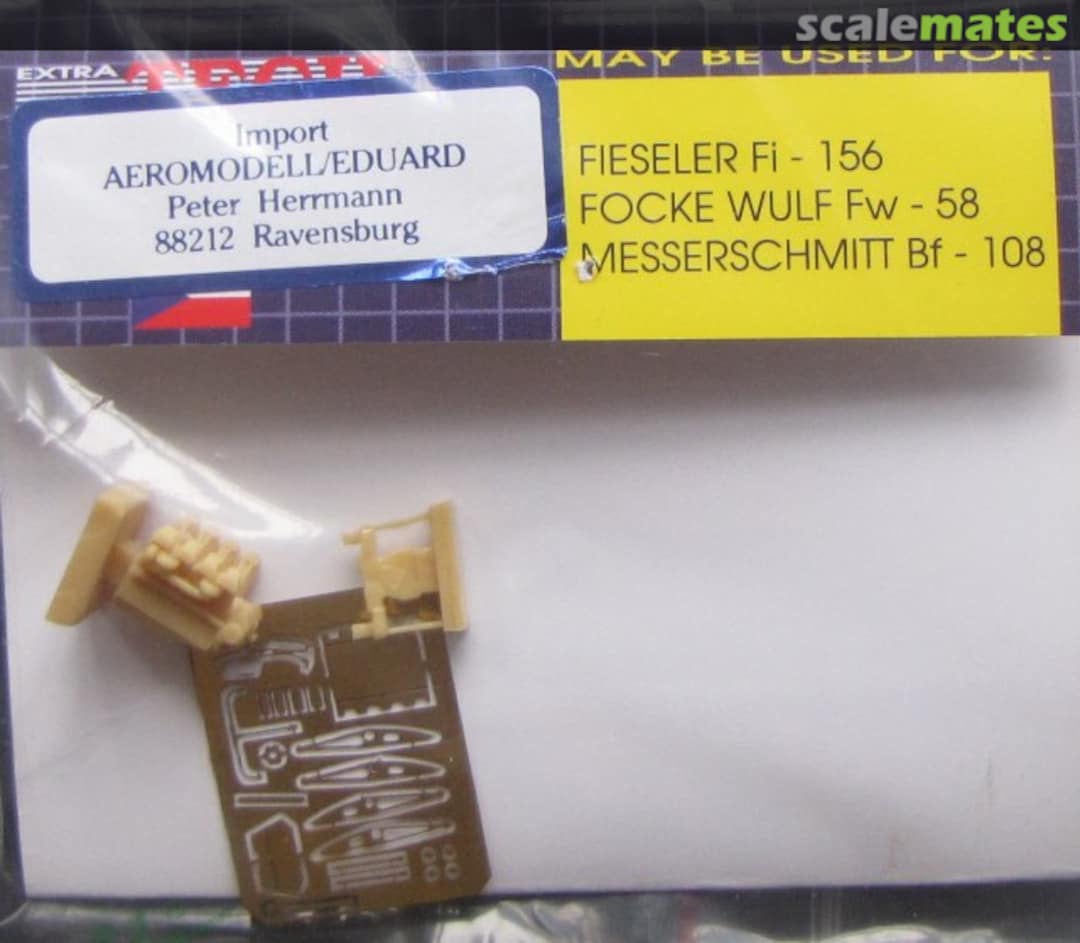 scalemates
EXTRA TECH
MAY BE USED FOR:
Import
AEROMODELL/EDUARD
Peter Herrmann
88212 Ravensburg
FIESELER Fi - 156
FOCKE WULF Fw - 58
MESSERSCHMITT Bf - 108